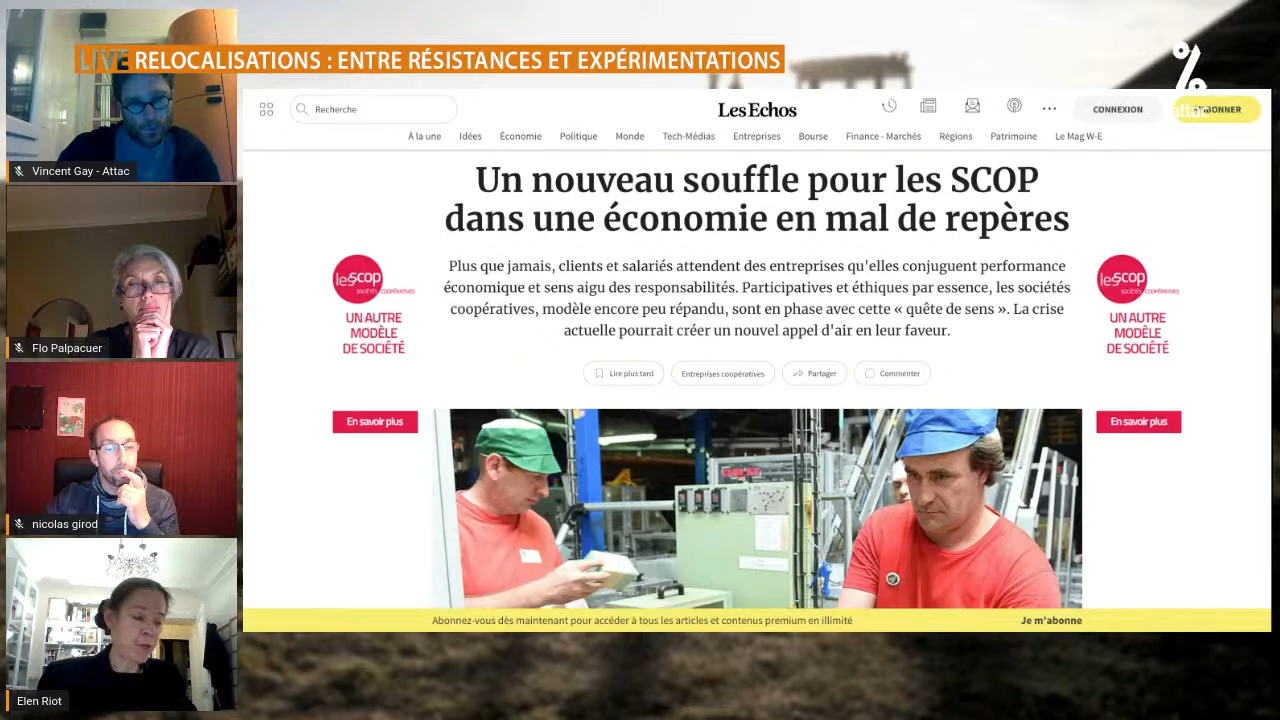 LIVE RELOCALISATIONS : ENTRE RÉSISTANCES ET EXPÉRIMENTATIONS
attac
Vincent Gay - Attac
Flo Palpacuer
nicolas girod
Elen Riot
Recherche
Les Echos
CONNEXION
S'ABONNER
À la une Idées Économie Politique Monde Tech-Médias Entreprises Bourse Finance - Marchés Régions Patrimoine Le Mag W-E
Un nouveau souffle pour les SCOP
dans une économie en mal de repères
Plus que jamais, clients et salariés attendent des entreprises qu'elles conjuguent performance
économique et sens aigu des responsabilités. Participatives et éthiques par essence, les sociétés
coopératives, modèle encore peu répandu, sont en phase avec cette « quête de sens ». La crise
actuelle pourrait créer un nouvel appel d'air en leur faveur.
Lire plus tard
Entreprises coopératives
Partager
Commenter
lesscop
SOCIÉTÉS COOPÉRATIVES
UN AUTRE
MODÈLE
DE SOCIÉTÉ
En savoir plus
lesscop
SOCIÉTÉS COOPÉRATIVES
UN AUTRE
MODÈLE
DE SOCIÉTÉ
En savoir plus
Abonnez-vous dès maintenant pour accéder à tous les articles et contenus premium en illimité
Je m'abonne